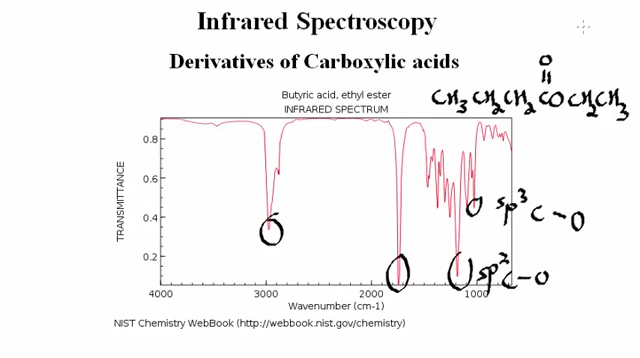 Infrared Spectroscopy
Derivatives of Carboxylic acids
O
||
CH3 CH2CH2COCH2CH3
Butyric acid, ethyl ester
INFRARED SPECTRUM
TRANSMITTANCE
0.8
0.6
0.4
0.2
sp3 C-O
sp2 C-O
4000 3000 2000 1000
Wavenumber (cm-1)
NIST Chemistry WebBook (http://webbook.nist.gov/chemistry)